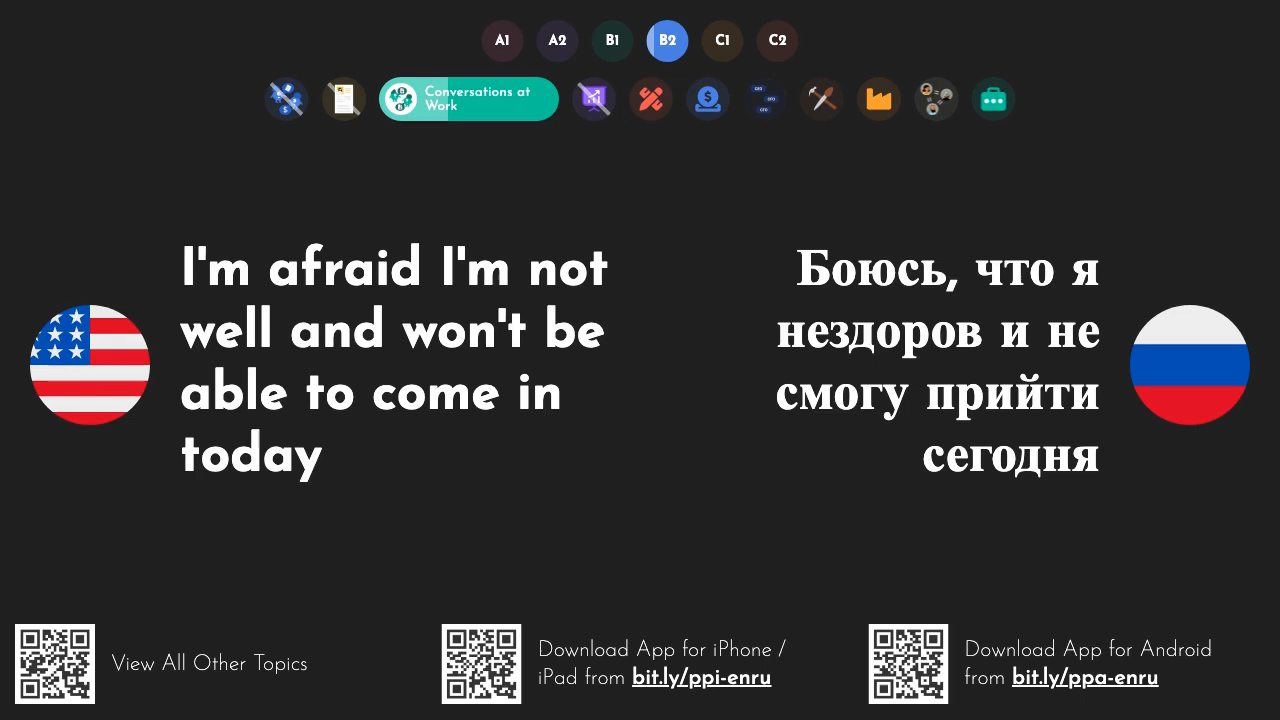 A1 A2 B1 B2 C1 C2
Conversations at
Work
I'm afraid I'm not
well and won't be
able to come in
today
Боюсь, что я
нездоров и не
смогу прийти
сегодня
View All Other Topics
Download App for iPhone /
iPad from bit.ly/ppi-enru
Download App for Android
from bit.ly/ppa-enru